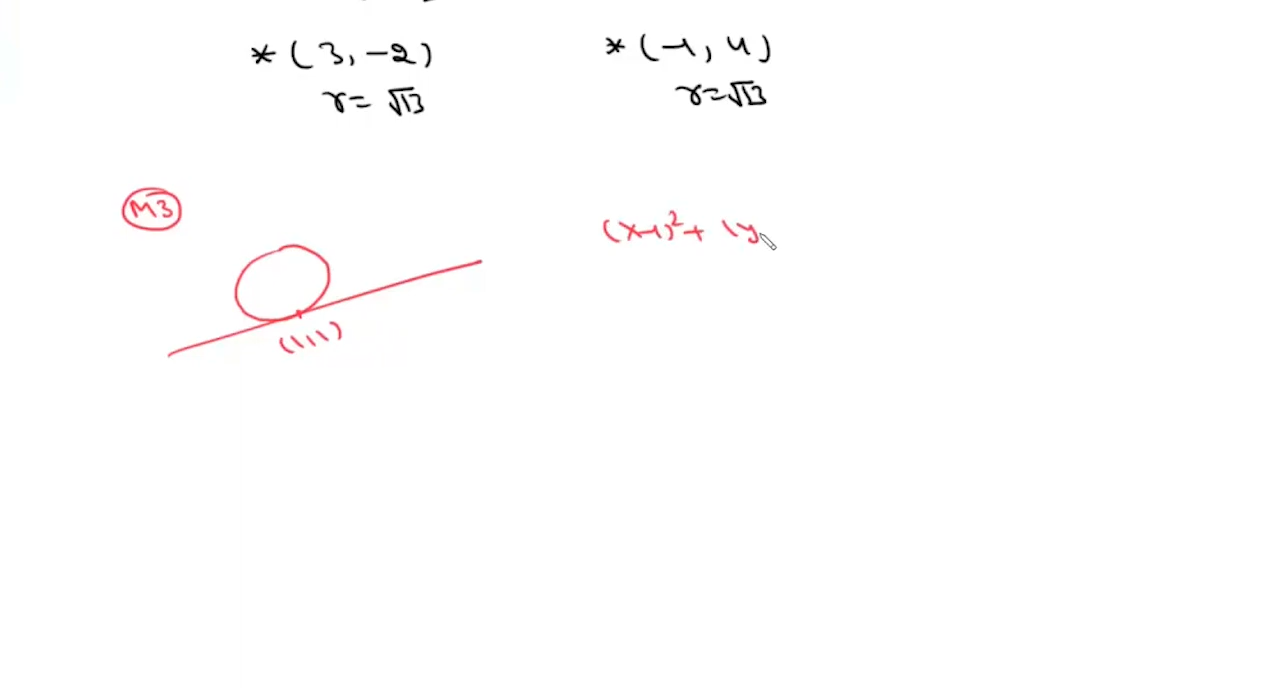 * (3, -2)
r = √13
* (-1, 4)
r = √13
M3
(x-1)² + (y
(1,1)